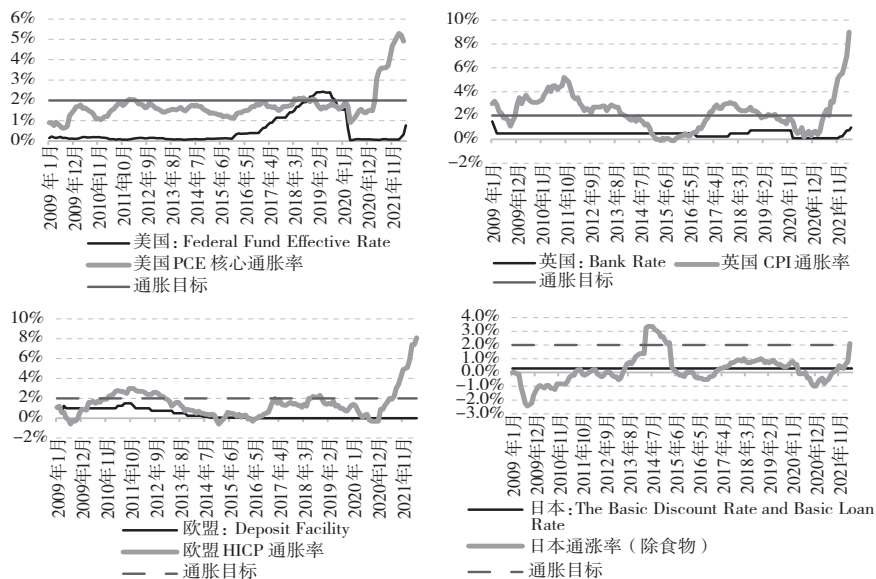 6%
5%
4%
3%
2%
1%
0%
2009年1月
2009年12月
2010年11月
2011年10月
2012年9月
2013年8月
2014年7月
2015年6月
2016年5月
2017年4月
2018年3月
2019年2月
2020年1月
2020年12月
2021年11月
美国：Federal Fund Effective Rate
美国PCE 核心通胀率
通胀目标
10%
8%
6%
4%
2%
0%
−2%
2009年1月
2009年12月
2010年11月
2011年10月
2012年9月
2013年8月
2014年7月
2015年6月
2016年5月
2017年4月
2018年3月
2019年2月
2020年1月
2020年12月
2021年11月
英国：Bank Rate
英国 CPI通胀率
通胀目标
10%
8%
6%
4%
2%
0%
−2%
2009年1月
2009年12月
2010年11月
2011年10月
2012年9月
2013年8月
2014年7月
2015年6月
2016年5月
2017年4月
2018年3月
2019年2月
2020年1月
2020年12月
2021年11月
欧盟：Deposit Facility
欧盟HICP 通胀率
通胀目标
4.0%
3.0%
2.0%
1.0%
0.0%
−1.0%
−2.0%
−3.0%
2009年1月
2009年12月
2010年11月
2011年10月
2012年9月
2013年8月
2014年7月
2015年6月
2016年5月
2017年4月
2018年3月
2019年2月
2020年1月
2020年12月
2021年11月
日本：The Basic Discount Rate and Basic Loan
Rate
日本通涨率（除食物）
通胀目标